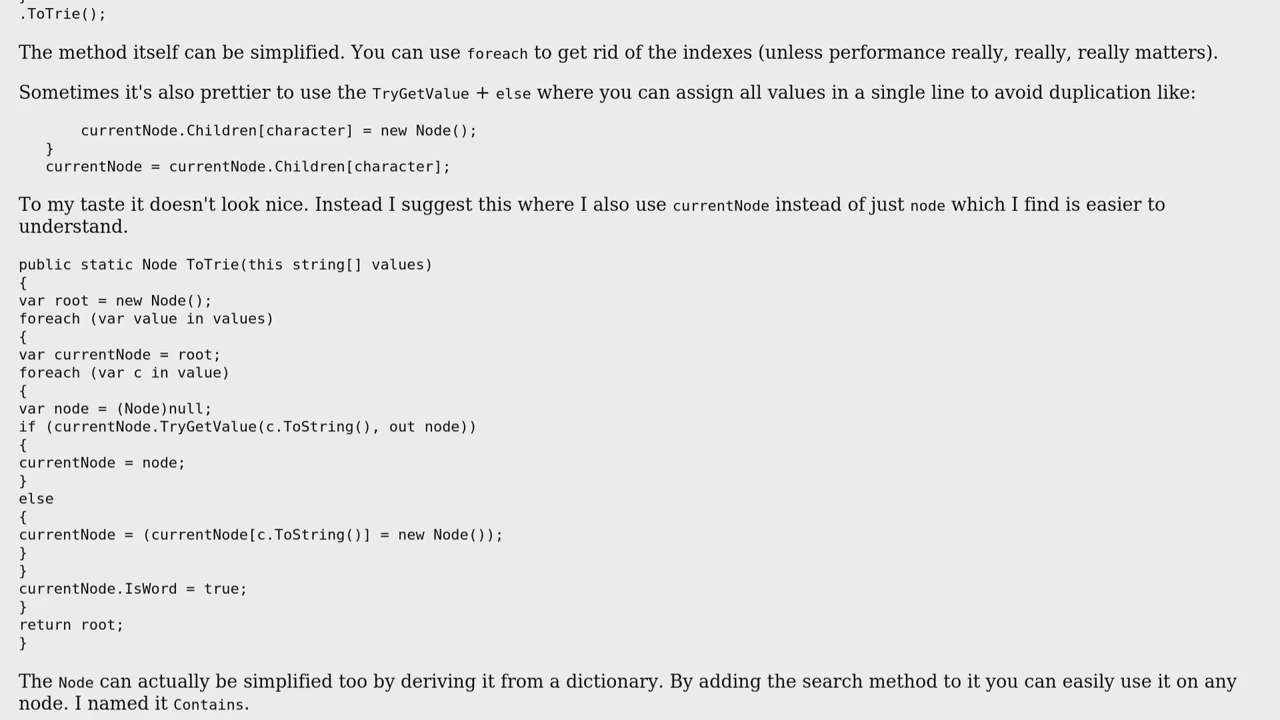 .ToTrie();
The method itself can be simplified. You can use foreach to get rid of the indexes (unless performance really, really, really matters).
Sometimes it's also prettier to use the TryGetValue + else where you can assign all values in a single line to avoid duplication like:
currentNode.Children[character] = new Node();
}
currentNode = currentNode.Children[character];
To my taste it doesn't look nice. Instead I suggest this where I also use currentNode instead of just node which I find is easier to
understand.
public static Node ToTrie(this string[] values)
{
var root = new Node();
foreach (var value in values)
{
var currentNode = root;
foreach (var c in value)
{
var node = (Node)null;
if (currentNode.TryGetValue(c.ToString(), out node))
{
currentNode = node;
}
else
{
currentNode = (currentNode[c.ToString()] = new Node());
}
}
currentNode.IsWord = true;
}
return root;
}
The Node can actually be simplified too by deriving it from a dictionary. By adding the search method to it you can easily use it on any
node. I named it Contains.